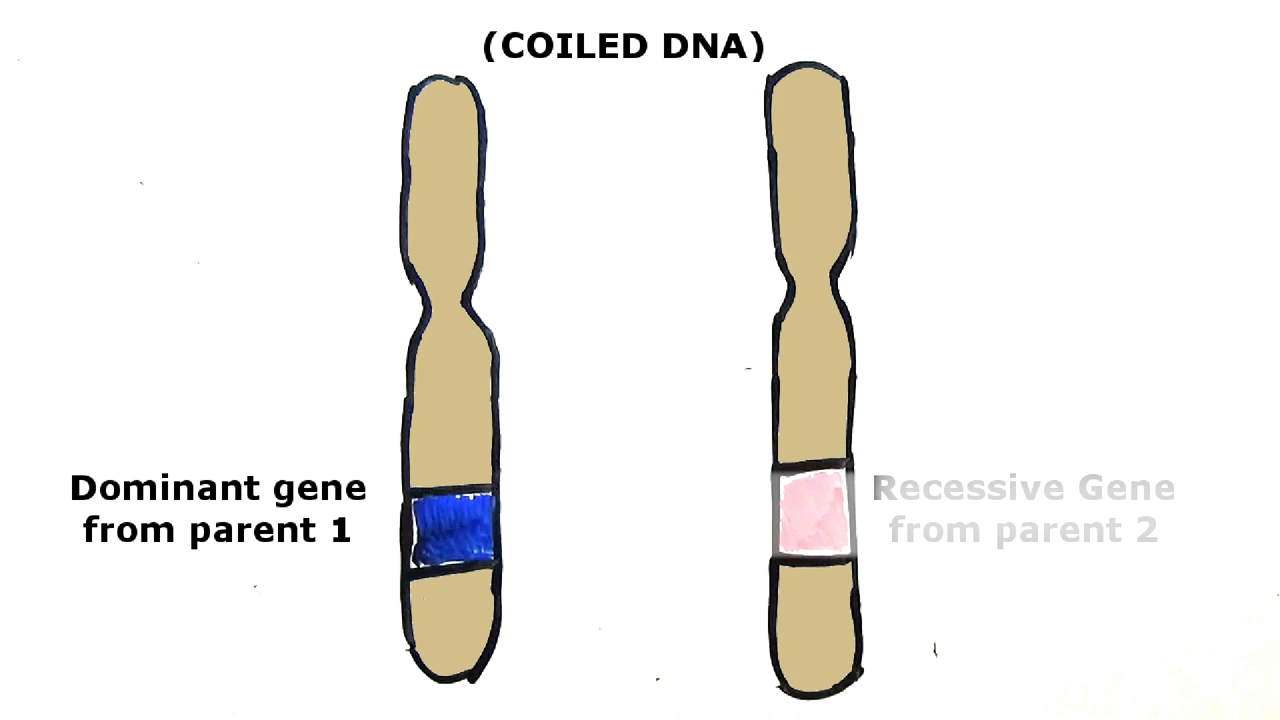 (COILED DNA)
Dominant gene
from parent 1
Recessive Gene
from parent 2